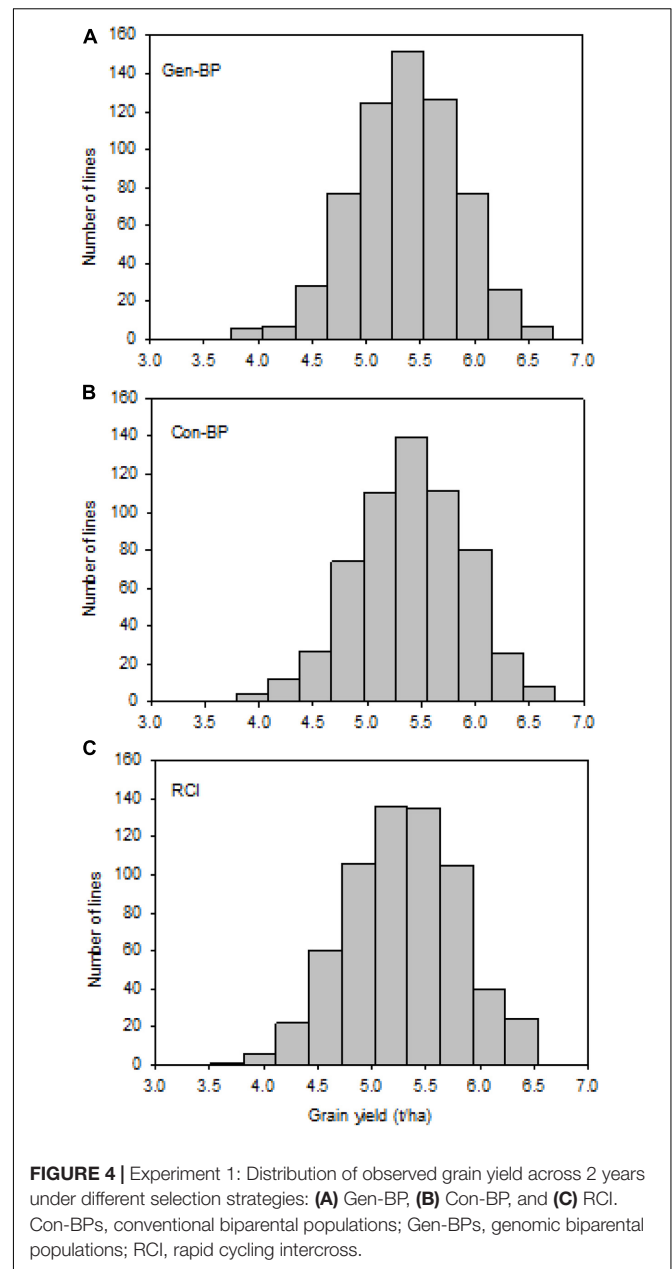 A
160
140
120
100
80
60
40
20
0
Number of lines
Gen-BP
3.0 4.0 4.5 5.0 5.5 6.0 6.5 7.0
B
160
140
120
100
80
60
40
20
0
Number of lines
Con-BP
3.0 3.0 4.0 4.5 5.0 5.5 6.0 6.5 7.0
C
160
140
120
100
80
60
40
20
0
Number of lines
RCI
3.0 3.5 4.0 4.5 5.0 5.5 6.0 6.5 7.0
Grain yield (t/ha)
FIGURE 4 | Experiment 1: Distribution of observed grain yield across 2 years
under different selection strategies: (A) Gen-BP, (B) Con-BP, and (C) RCI.
Con-BPs, conventional biparental populations; Gen-BPs, genomic biparental
populations; RCI, rapid cycling intercross.